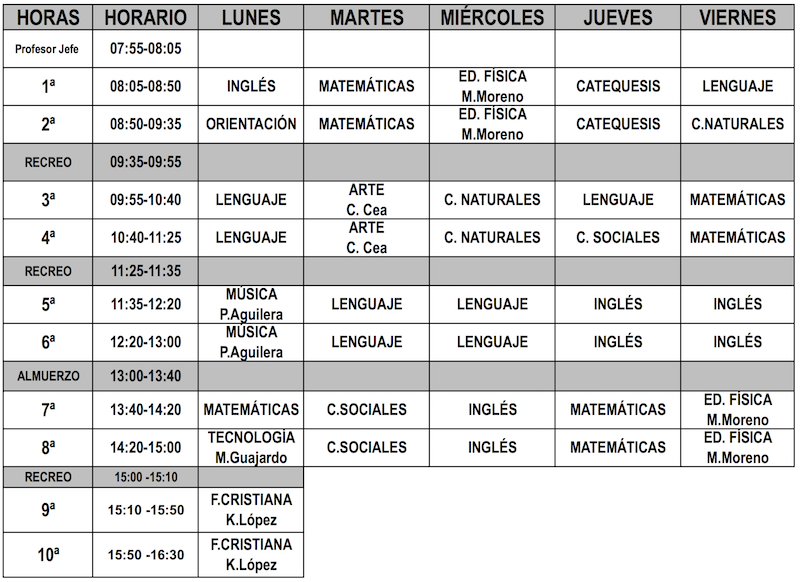 HORAS HORARIO LUNES MARTES MIÉRCOLES JUEVES VIERNES
Profesor Jefe 07:55-08:05
1ª 08:05-08:50 INGLÉS MATEMÁTICAS ED. FÍSICA M.Moreno CATEQUESIS LENGUAJE
2ª 08:50-09:35 ORIENTACIÓN MATEMÁTICAS ED. FÍSICA M.Moreno CATEQUESIS C.NATURALES
RECREO 09:35-09:55
3ª 09:55-10:40 LENGUAJE ARTE C. Cea C. NATURALES LENGUAJE MATEMÁTICAS
4ª 10:40-11:25 LENGUAJE ARTE C. Cea C. NATURALES C. SOCIALES MATEMÁTICAS
RECREO 11:25-11:35
5ª 11:35-12:20 MÚSICA P.Aguilera LENGUAJE LENGUAJE INGLÉS INGLÉS
6ª 12:20-13:00 MÚSICA P.Aguilera LENGUAJE LENGUAJE INGLÉS INGLÉS
ALMUERZO 13:00-13:40
7ª 13:40-14:20 MATEMÁTICAS C.SOCIALES INGLÉS MATEMÁTICAS ED. FÍSICA M.Moreno
8ª 14:20-15:00 TECNOLOGÍA M.Guajardo C.SOCIALES INGLÉS MATEMÁTICAS ED. FÍSICA M.Moreno
RECREO 15:00 -15:10
9ª 15:10 -15:50 F.CRISTIANA K.López
10ª 15:50 -16:30 F.CRISTIANA K.López